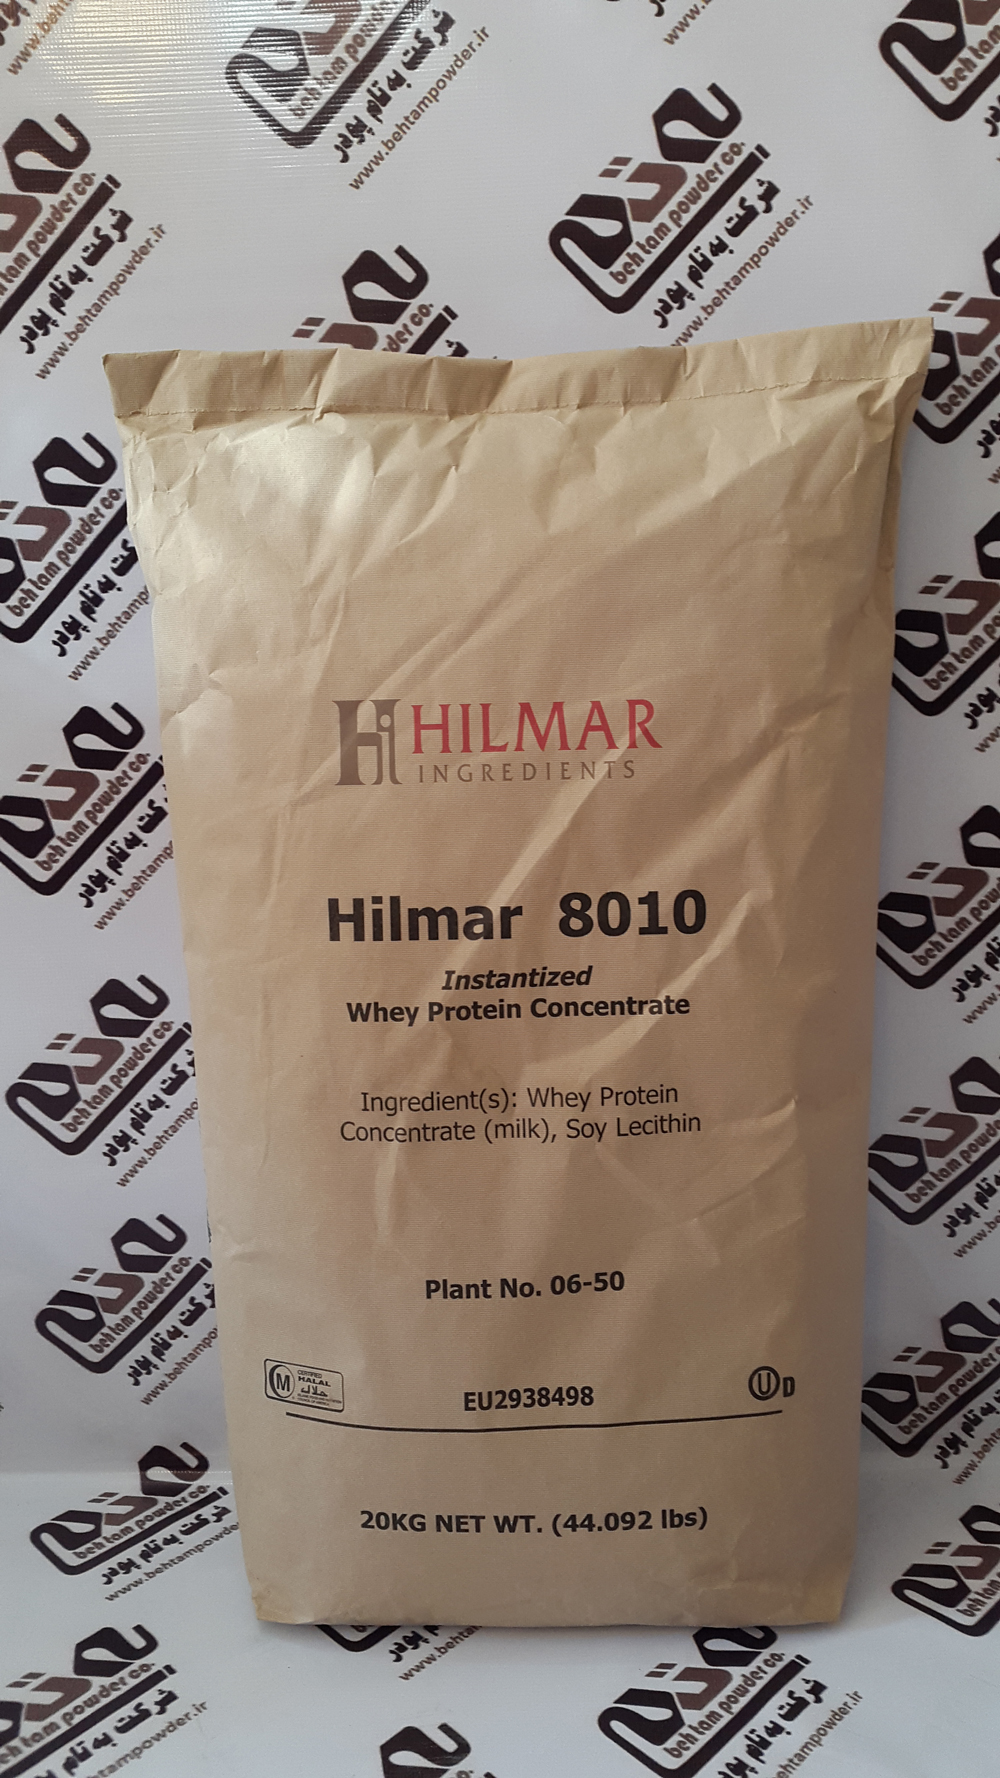 beh tam powder co.
شرکت به تام پودر
www.behtampowder.ir
HILMAR
INGREDIENTS
Hilmar 8010
Instantized
Whey Protein Concentrate
Ingredient(s): Whey Protein
Concentrate (milk), Soy Lecithin
Plant No. 06-50
M
CERTIFIED
HALAL
حلال
EU2938498
U D
20KG NET WT. (44.092 lbs)